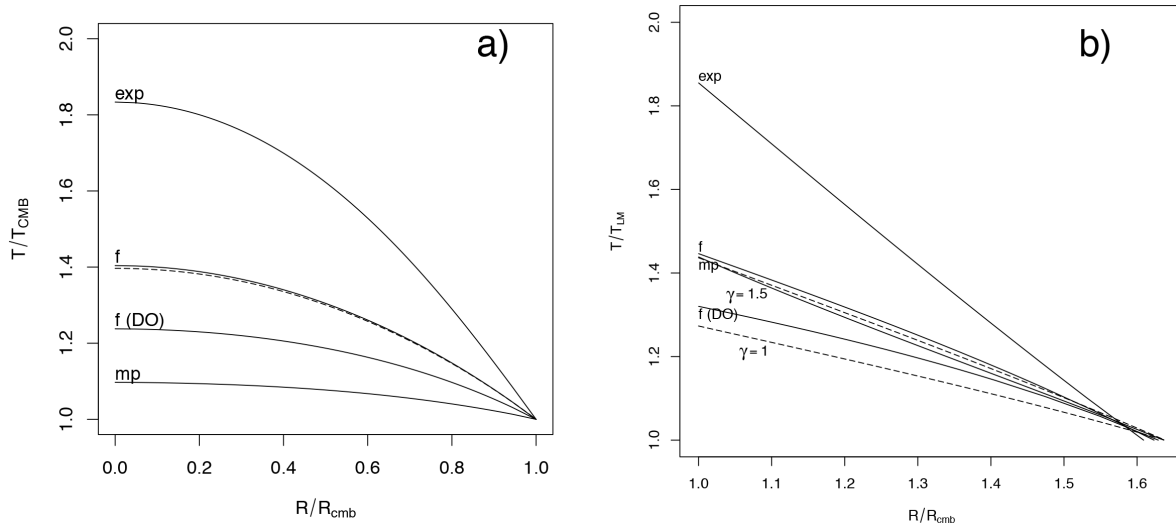 a)
2.0
1.8
1.6
1.4
1.2
1.0
T/T_CMB
exp
f
f (DO)
mp
0.0 0.2 0.4 0.6 0.8 1.0
R/R_cmb
b)
2.0
1.8
1.6
1.4
1.2
1.0
T/T_LM
exp
f
mp
γ = 1.5
f (DO)
γ = 1
1.0 1.1 1.2 1.3 1.4 1.5 1.6
R/R_cmb